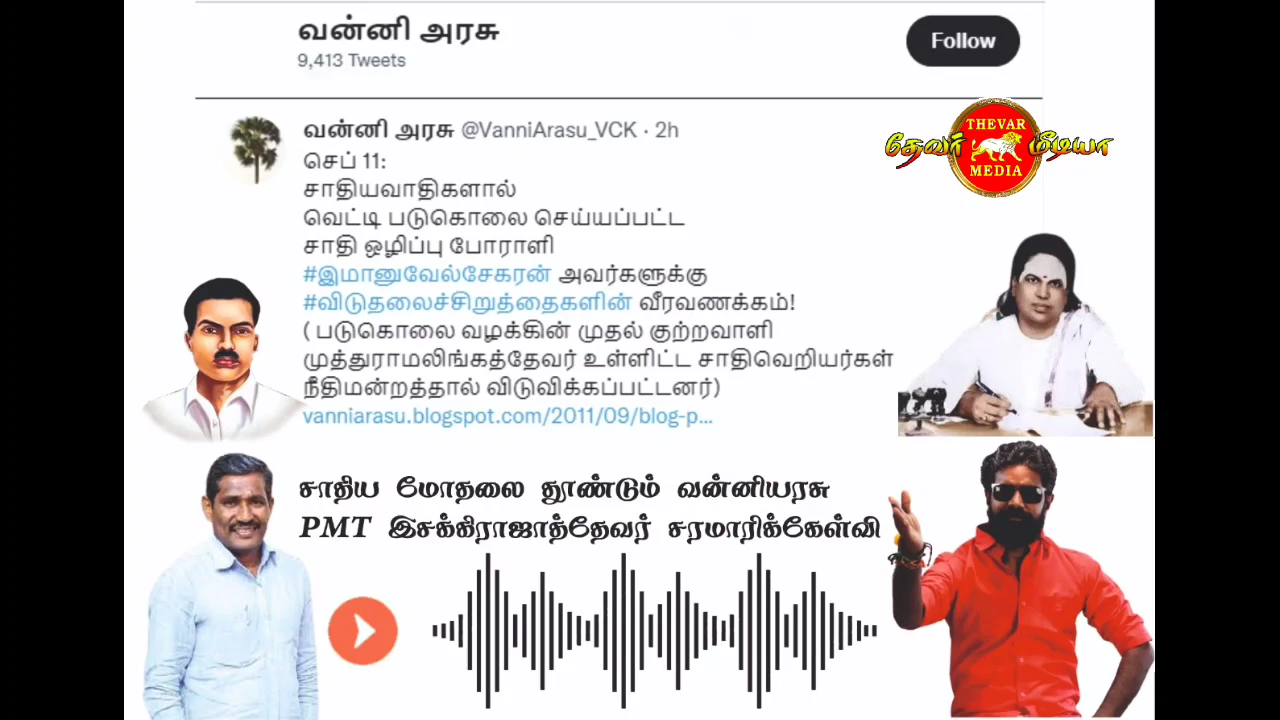 வன்னி அரசு
9,413 Tweets
Follow
வன்னி அரசு @VanniArasu_VCK · 2h
செப் 11:
சாதியவாதிகளால்
வெட்டி படுகொலை செய்யப்பட்ட
சாதி ஒழிப்பு போராளி
#இமானுவேல்சேகரன் அவர்களுக்கு
#விடுதலைச்சிறுத்தைகளின் வீரவணக்கம்!
( படுகொலை வழக்கின் முதல் குற்றவாளி
முத்துராமலிங்கத்தேவர் உள்ளிட்ட சாதிவெறியர்கள்
நீதிமன்றத்தால் விடுவிக்கப்பட்டனர்)
vanniarasu.blogspot.com/2011/09/blog-p...
தேவர் மீடியா
THEVAR
MEDIA
சாதிய மோதலை தூண்டும் வன்னியரசு
PMT இசக்கிராஜாத்தேவர் சரமாரிக்கேள்வி